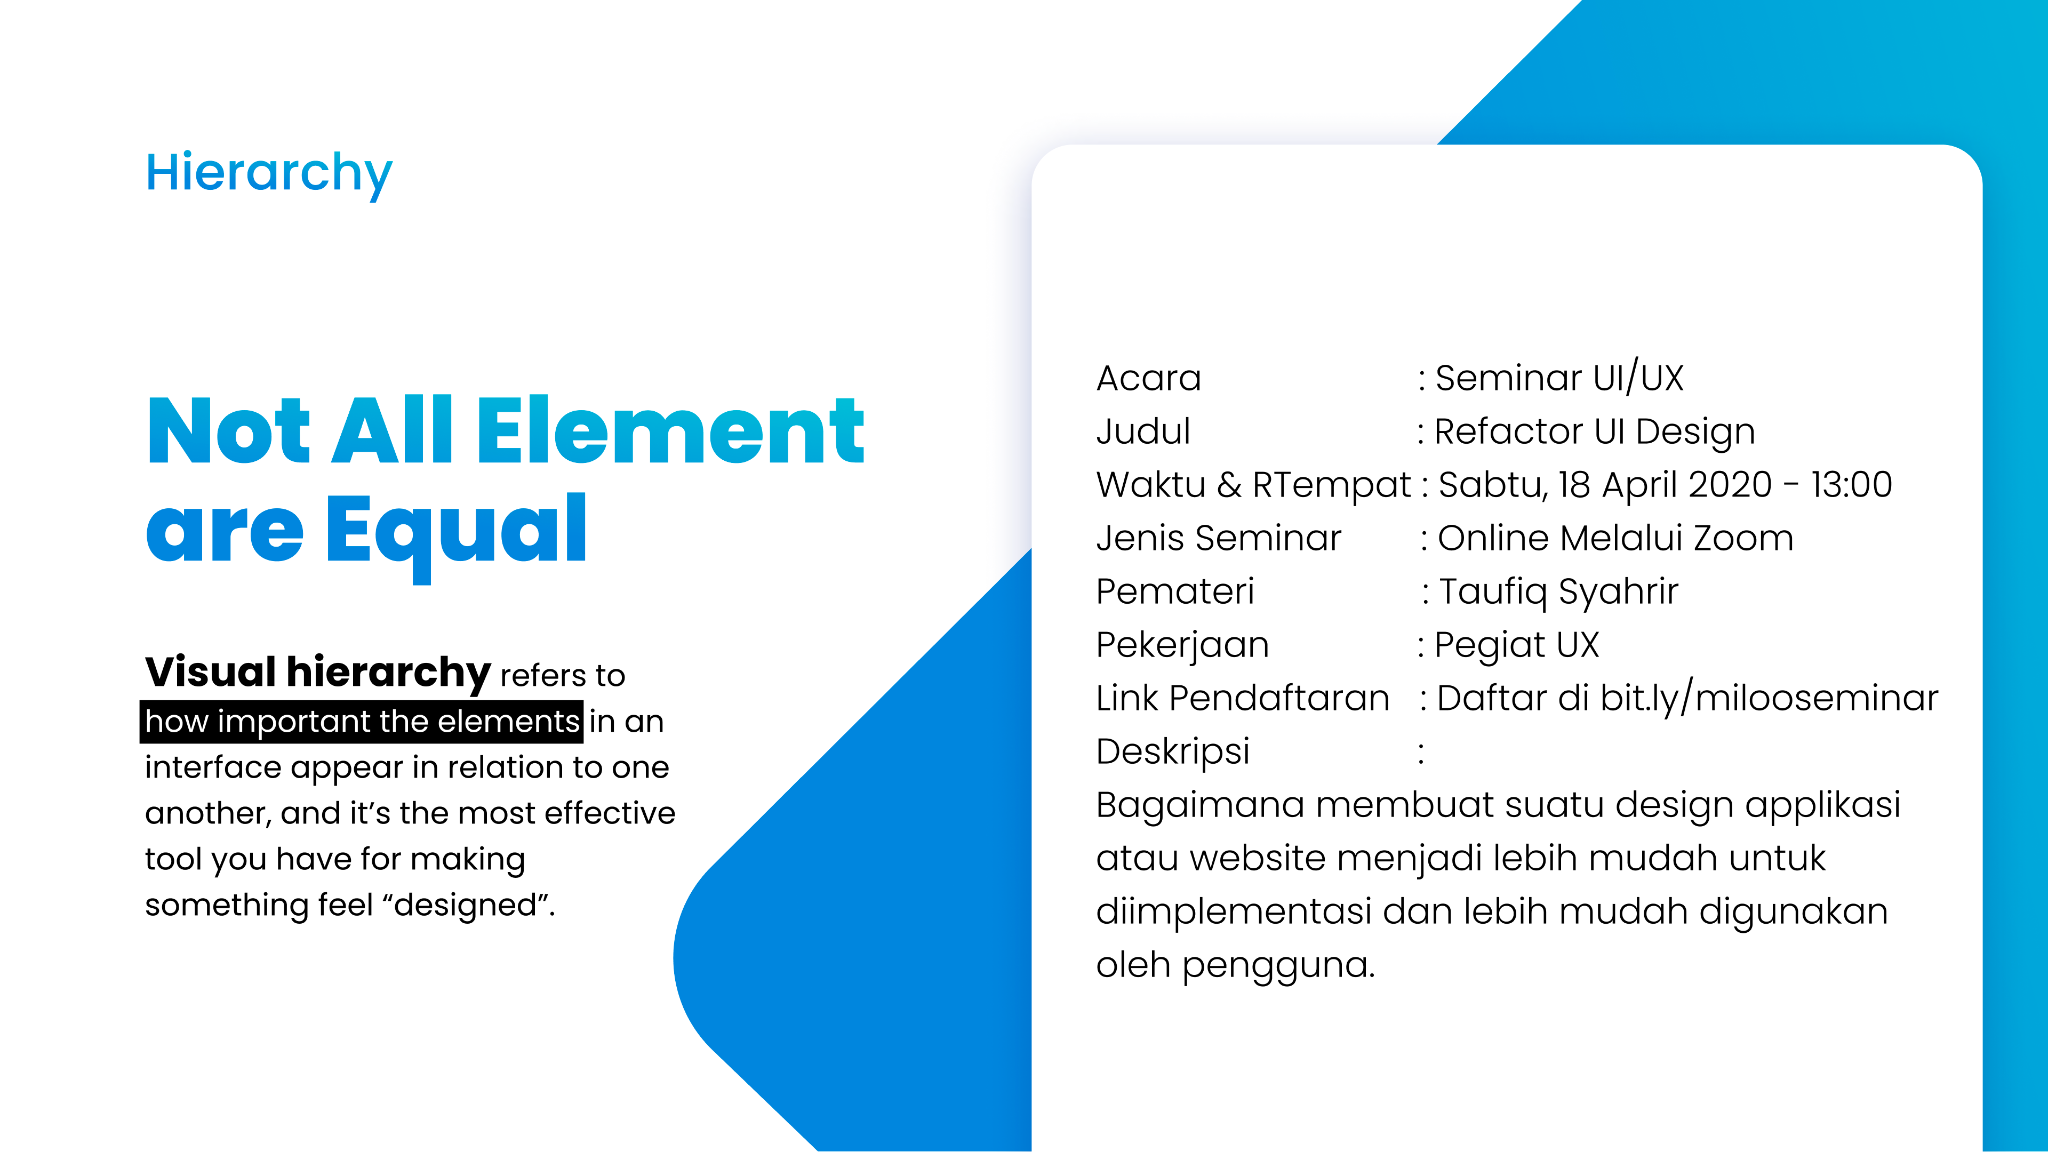 Hierarchy
Not All Element
are Equal
Visual hierarchy refers to
how important the elements in an
interface appear in relation to one
another, and it’s the most effective
tool you have for making
something feel “designed”.
Acara : Seminar UI/UX
Judul : Refactor UI Design
Waktu & RTempat : Sabtu, 18 April 2020 - 13:00
Jenis Seminar : Online Melalui Zoom
Pemateri : Taufiq Syahrir
Pekerjaan : Pegiat UX
Link Pendaftaran : Daftar di bit.ly/milooseminar
Deskripsi :
Bagaimana membuat suatu design applikasi
atau website menjadi lebih mudah untuk
diimplementasi dan lebih mudah digunakan
oleh pengguna.